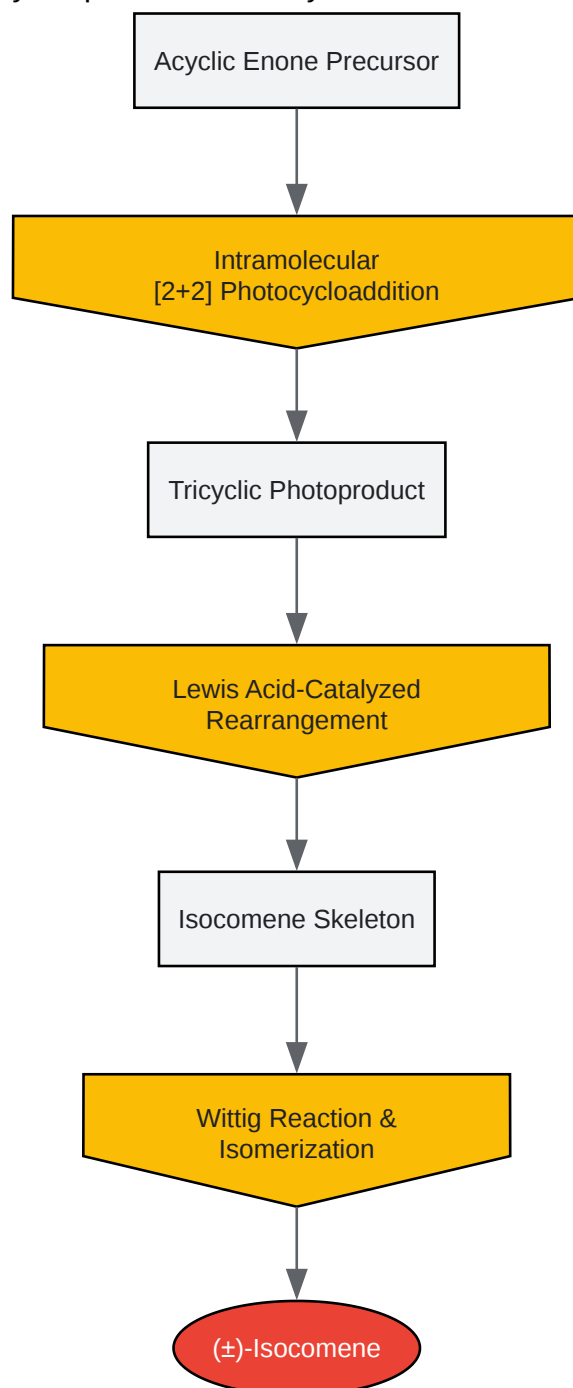 Acyclic Enone Precursor
Intramolecular
[2+2] Photocycloaddition
Tricyclic Photoproduct
Lewis Acid-Catalyzed
Rearrangement
Isocomene Skeleton
Wittig Reaction &
Isomerization
(±)-Isocomene